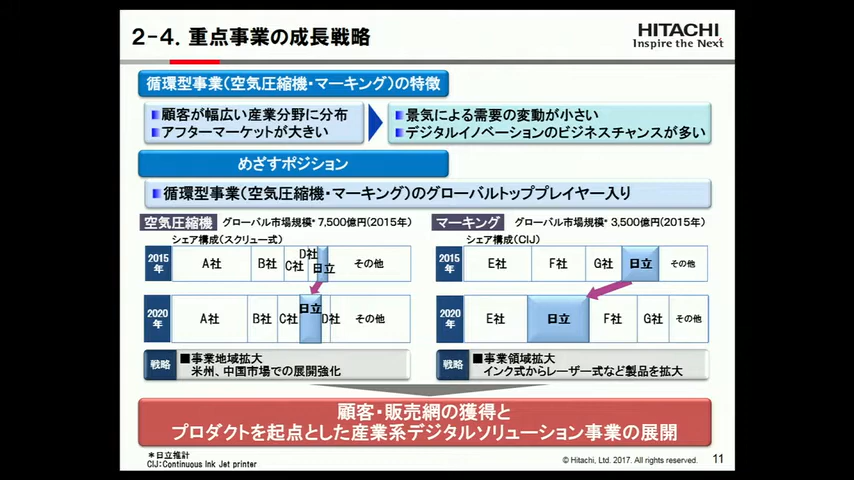 2-4. 重点事業の成長戦略
HITACHI
Inspire the Next
循環型事業(空気圧縮機・マーキング)の特徴
顧客が幅広い産業分野に分布
アフターマーケットが大きい
景気による需要の変動が小さい
デジタルイノベーションのビジネスチャンスが多い
めざすポジション
循環型事業(空気圧縮機・マーキング)のグローバルトッププレイヤー入り
空気圧縮機 グローバル市場規模* 7,500億円(2015年)
シェア構成(スクリュー式)
2015年 A社 B社 C社 D社 日立 その他
2020年 A社 B社 C社 日立 D社 その他
戦略 ■事業地域拡大
米州、中国市場での展開強化
マーキング グローバル市場規模* 3,500億円(2015年)
シェア構成(CIJ)
2015年 E社 F社 G社 日立 その他
2020年 E社 日立 F社 G社 その他
戦略 ■事業領域拡大
インク式からレーザー式など製品を拡大
顧客・販売網の獲得と
プロダクトを起点とした産業系デジタルソリューション事業の展開
*日立推計
CIJ:Continuous Ink Jet printer
© Hitachi, Ltd. 2017. All rights reserved. 11